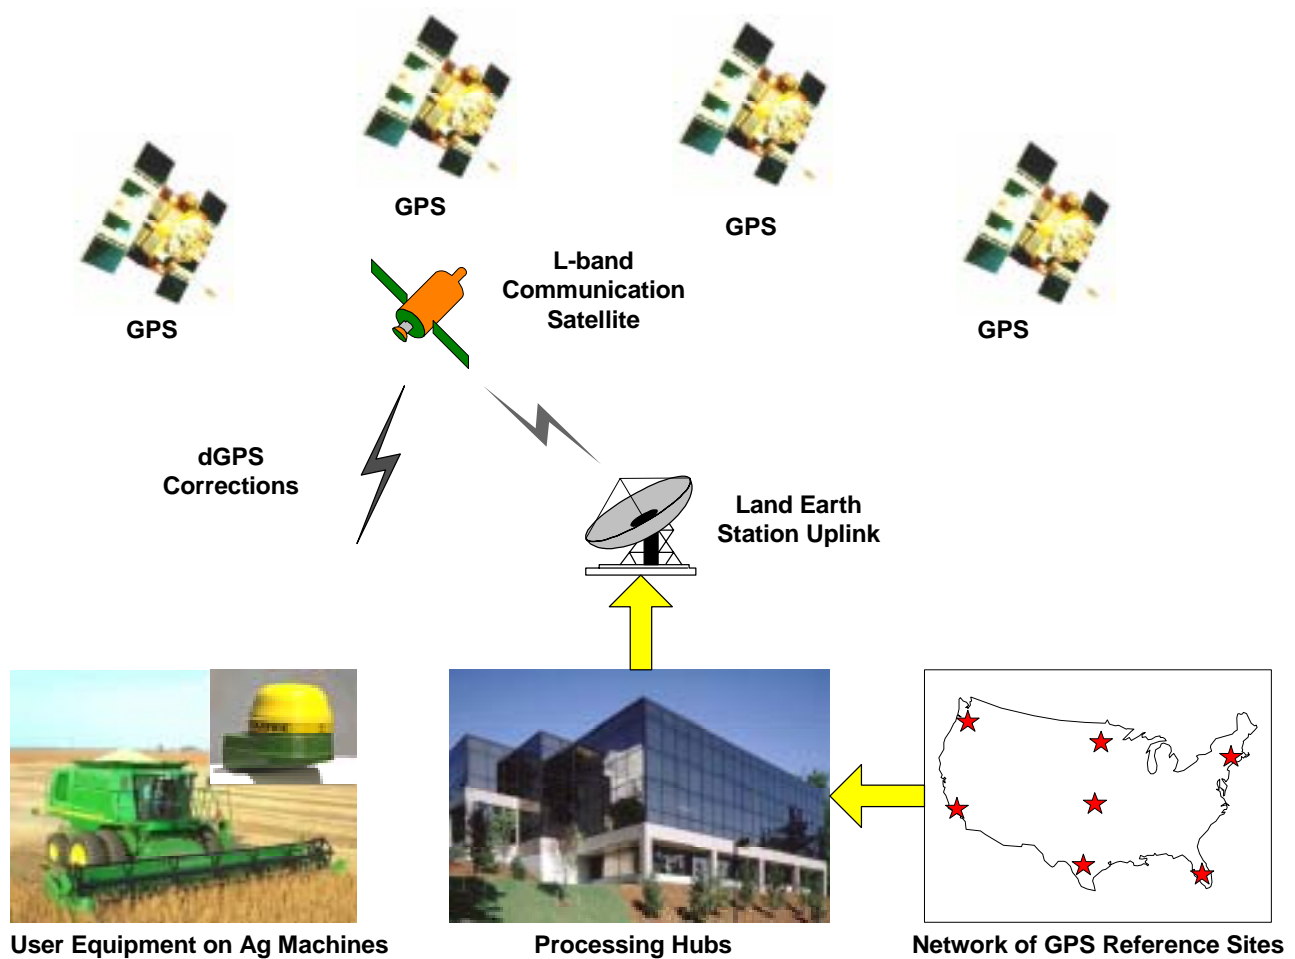 GPS
GPS
GPS
GPS
L-band
Communication
Satellite
dGPS
Corrections
Land Earth
Station Uplink
User Equipment on Ag Machines
Processing Hubs
Network of GPS Reference Sites